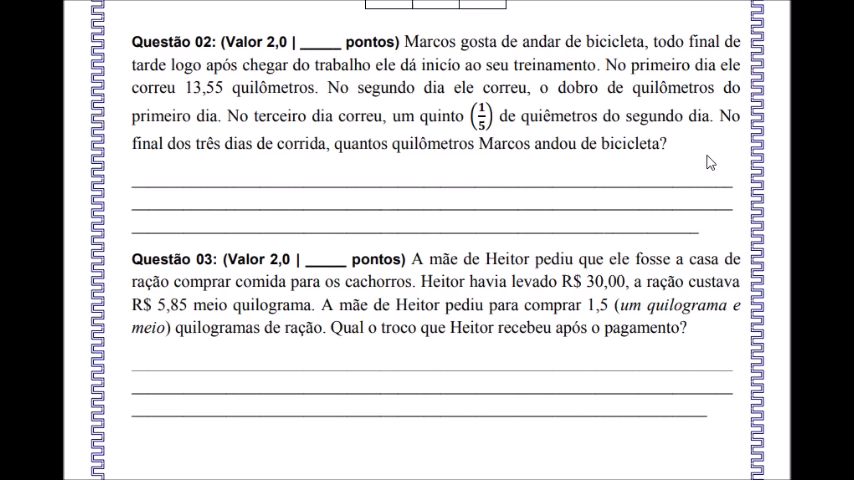 Questão 02: (Valor 2,0 | _____ pontos) Marcos gosta de andar de bicicleta, todo final de
tarde logo após chegar do trabalho ele dá inicío ao seu treinamento. No primeiro dia ele
correu 13,55 quilômetros. No segundo dia ele correu, o dobro de quilômetros do
primeiro dia. No terceiro dia correu, um quinto (1/5) de quiêmetros do segundo dia. No
final dos três dias de corrida, quantos quilômetros Marcos andou de bicicleta?
Questão 03: (Valor 2,0 | _____ pontos) A mãe de Heitor pediu que ele fosse a casa de
ração comprar comida para os cachorros. Heitor havia levado R$ 30,00, a ração custava
R$ 5,85 meio quilograma. A mãe de Heitor pediu para comprar 1,5 (um quilograma e
meio) quilogramas de ração. Qual o troco que Heitor recebeu após o pagamento?